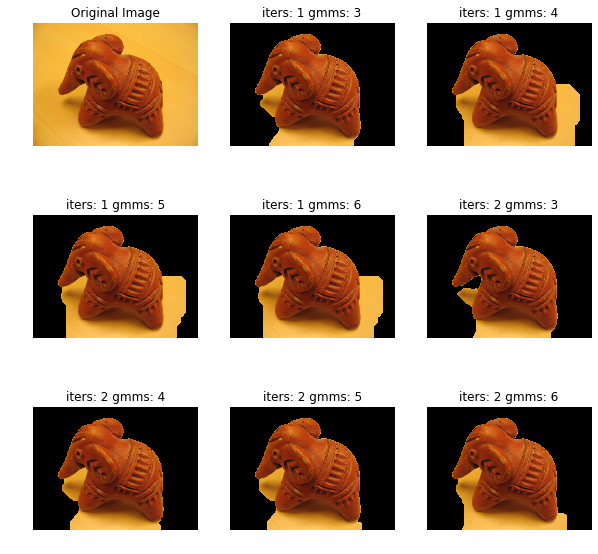 Original Image
iters: 1 gmms: 3
iters: 1 gmms: 4
iters: 1 gmms: 5
iters: 1 gmms: 6
iters: 2 gmms: 3
iters: 2 gmms: 4
iters: 2 gmms: 5
iters: 2 gmms: 6